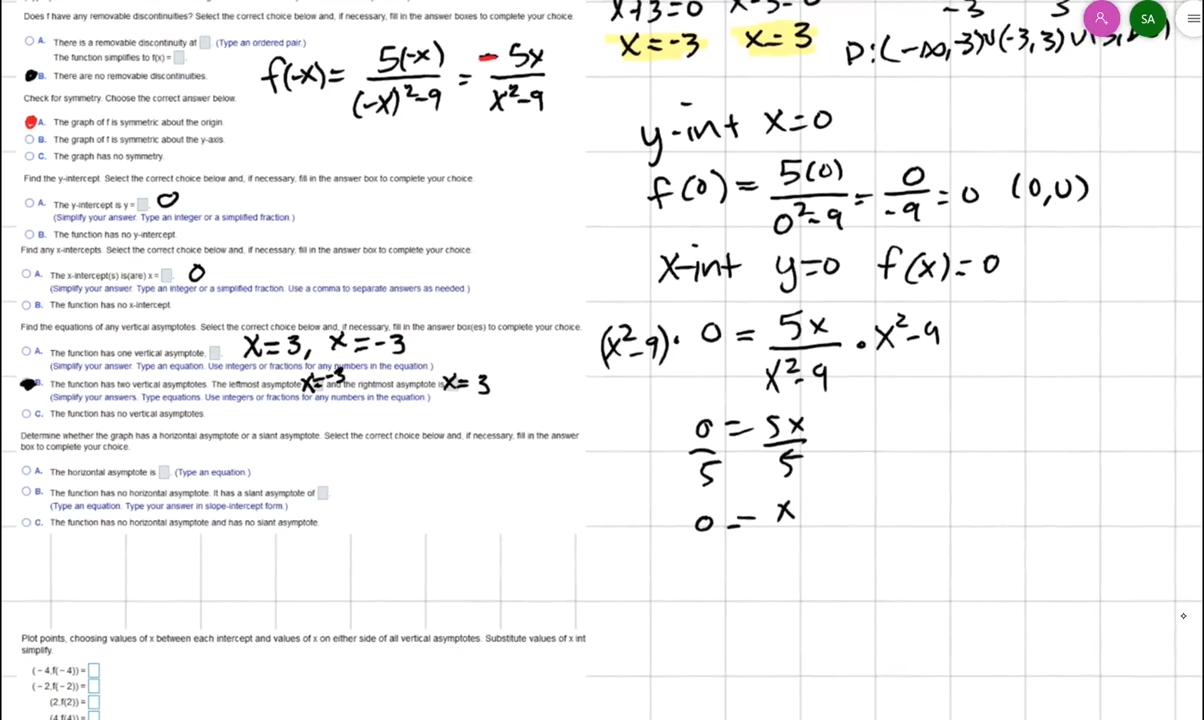 Does f have any removable discontinuities? Select the correct choice below and, if necessary, fill in the answer boxes to complete your choice.
A. There is a removable discontinuity at (Type an ordered pair.)
The function simplifies to f(x) = .
B. There are no removable discontinuities.
f(-x) = 5(-x) / (-x)²-9 = - 5x / x²-9
Check for symmetry. Choose the correct answer below.
A. The graph of f is symmetric about the origin.
B. The graph of f is symmetric about the y-axis.
C. The graph has no symmetry.
Find the y-intercept. Select the correct choice below and, if necessary, fill in the answer box to complete your choice.
A. The y-intercept is y = . 0
(Simplify your answer. Type an integer or a simplified fraction.)
B. The function has no y-intercept.
Find any x-intercepts. Select the correct choice below and, if necessary, fill in the answer box to complete your choice.
A. The x-intercept(s) is(are) x = . 0
(Simplify your answer. Type an integer or a simplified fraction. Use a comma to separate answers as needed.)
B. The function has no x-intercept.
Find the equations of any vertical asymptotes. Select the correct choice below and, if necessary, fill in the answer box(es) to complete your choice.
A. The function has one vertical asymptote, . x=3, x=-3
(Simplify your answer. Type an equation. Use integers or fractions for any numbers in the equation.)
B. The function has two vertical asymptotes. The leftmost asymptote x=-3 and the rightmost asymptote is x=3
(Simplify your answers. Type equations. Use integers or fractions for any numbers in the equation.)
C. The function has no vertical asymptotes.
Determine whether the graph has a horizontal asymptote or a slant asymptote. Select the correct choice below and, if necessary, fill in the answer
box to complete your choice.
A. The horizontal asymptote is . (Type an equation.)
B. The function has no horizontal asymptote. It has a slant asymptote of .
(Type an equation. Type your answer in slope-intercept form.)
C. The function has no horizontal asymptote and has no slant asymptote.
Plot points, choosing values of x between each intercept and values of x on either side of all vertical asymptotes. Substitute values of x int
simplify.
(-4,f(-4)) =
(-2,f(-2)) =
(2,f(2)) =
(4,f(4)) =
x+3=0
-3 3
x=-3 x=3
D:(-∞,-3)∪(-3,3)∪(3,
SA
y-int x=0
f(0) = 5(0) / 0²-9 = 0 / -9 = 0 (0,0)
x-int y=0 f(x)=0
(x²-9)· 0 = 5x / x²-9 · x²-9
0 / 5 = 5x / 5
0 = x